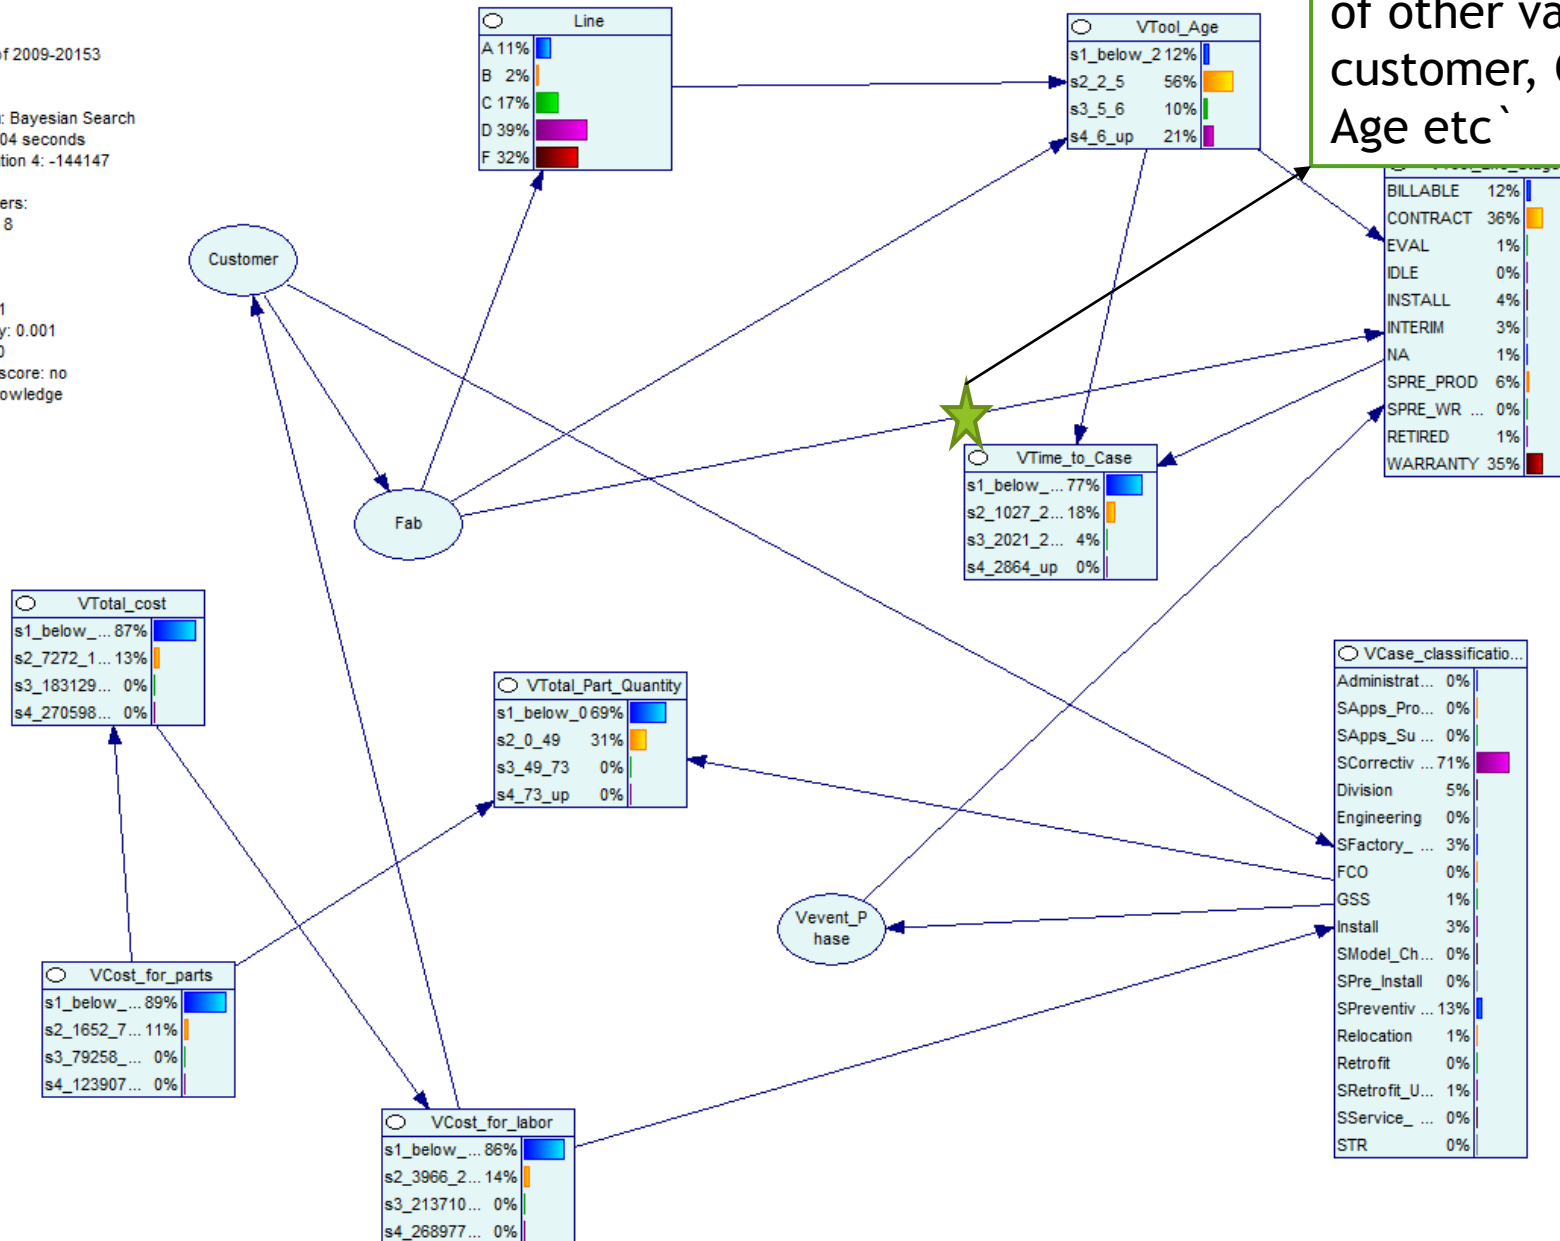 of other va
customer,
Age etc`
f 2009-20153
: Bayesian Search
04 seconds
tion 4: -144147
ers:
8
1
y: 0.001
0
score: no
owledge
Line
A 11%
B 2%
C 17%
D 39%
F 32%
VTool_Age
s1_below_2 12%
s2_2_5 56%
s3_5_6 10%
s4_6_up 21%
BILLABLE 12%
CONTRACT 36%
EVAL 1%
IDLE 0%
INSTALL 4%
INTERIM 3%
NA 1%
SPRE_PROD 6%
SPRE_WR ... 0%
RETIRED 1%
WARRANTY 35%
Customer
Fab
VTime_to_Case
s1_below_... 77%
s2_1027_2... 18%
s3_2021_2... 4%
s4_2864_up 0%
VTotal_cost
s1_below_... 87%
s2_7272_1... 13%
s3_183129... 0%
s4_270598... 0%
VTotal_Part_Quantity
s1_below_0 69%
s2_0_49 31%
s3_49_73 0%
s4_73_up 0%
VCase_classificatio...
Administrat... 0%
SApps_Pro... 0%
SApps_Su ... 0%
SCorrectiv ... 71%
Division 5%
Engineering 0%
SFactory_ ... 3%
FCO 0%
GSS 1%
Install 3%
SModel_Ch... 0%
SPre_Install 0%
SPreventiv ... 13%
Relocation 1%
Retrofit 0%
SRetrofit_U... 1%
SService_ ... 0%
STR 0%
Vevent_P
hase
VCost_for_parts
s1_below_... 89%
s2_1652_7... 11%
s3_79258_... 0%
s4_123907... 0%
VCost_for_labor
s1_below_... 86%
s2_3966_2... 14%
s3_213710... 0%
s4_268977... 0%